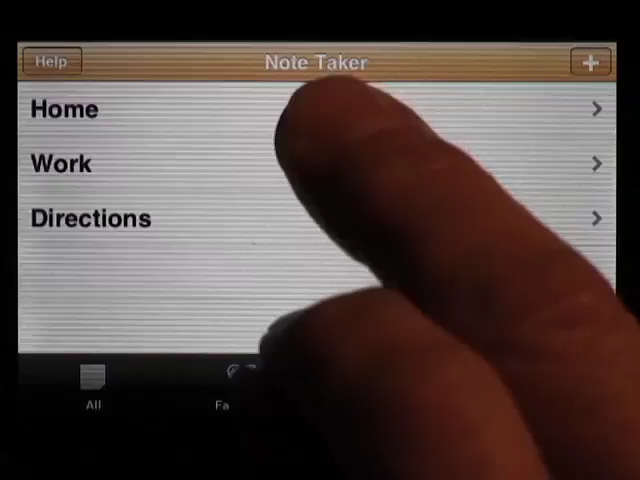 Help
Note Taker
+
Home
Work
Directions
All
Fa